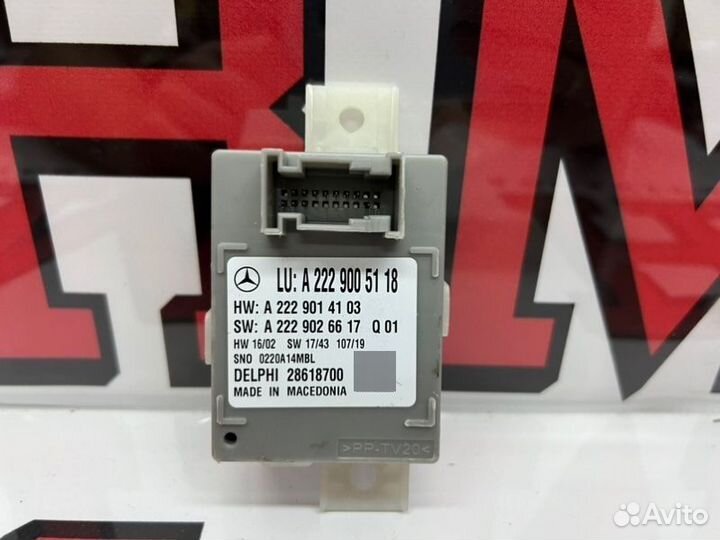 LU: A 222 900 51 18
HW: A 222 901 41 03
SW: A 222 902 66 17 Q 01
HW 16/02 SW 17/43 107/19
SNO 0220A14MBL
DELPHI 28618700
MADE IN MACEDONIA
>PP-TV20<
Avito